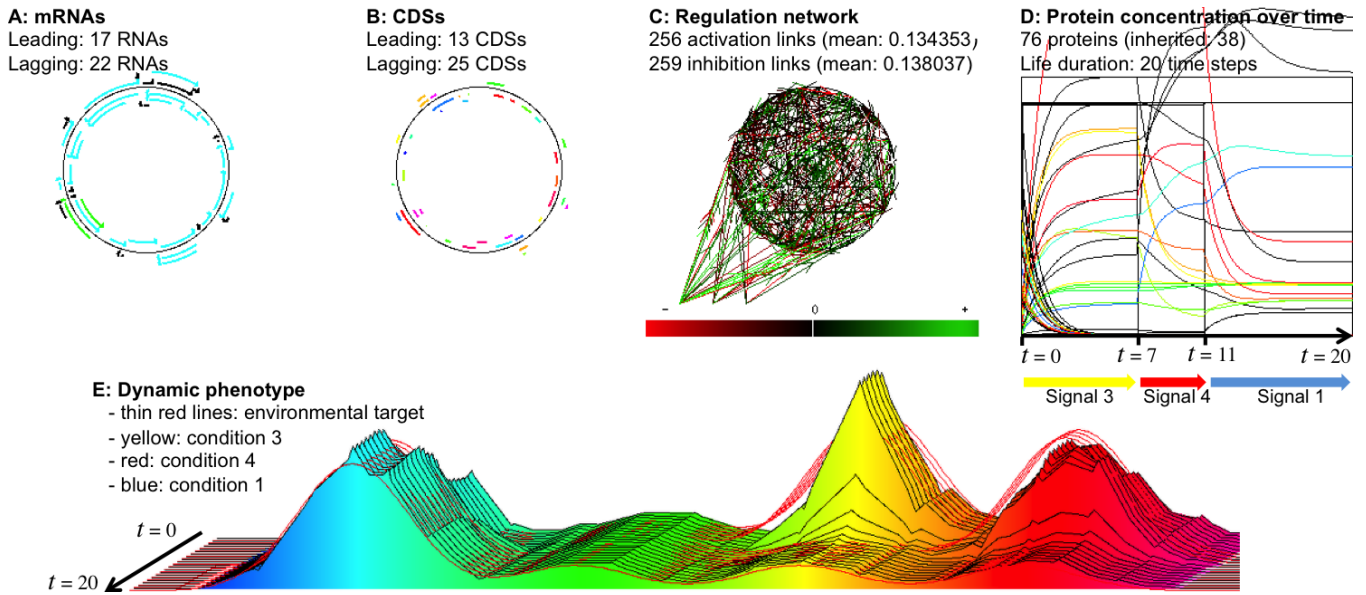 A: mRNAs
Leading: 17 RNAs
Lagging: 22 RNAs
B: CDSs
Leading: 13 CDSs
Lagging: 25 CDSs
C: Regulation network
256 activation links (mean: 0.134353)
259 inhibition links (mean: 0.138037)
− 0 +
D: Protein concentration over time
76 proteins (inherited: 38)
Life duration: 20 time steps
t = 0 t = 7 t = 11 t = 20
Signal 3 Signal 4 Signal 1
E: Dynamic phenotype
- thin red lines: environmental target
- yellow: condition 3
- red: condition 4
- blue: condition 1
t = 0
t = 20